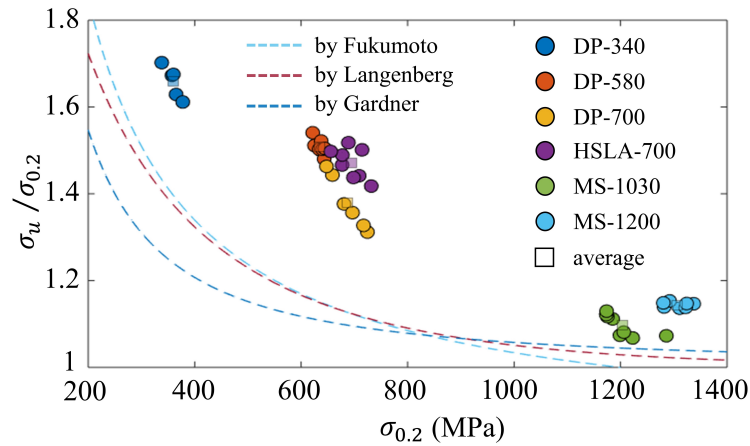 1.8
1.6
1.4
1.2
1
σᵤ/σ₀.₂
by Fukumoto
by Langenberg
by Gardner
DP-340
DP-580
DP-700
HSLA-700
MS-1030
MS-1200
average
200 400 600 800 1000 1200 1400
σ₀.₂ (MPa)